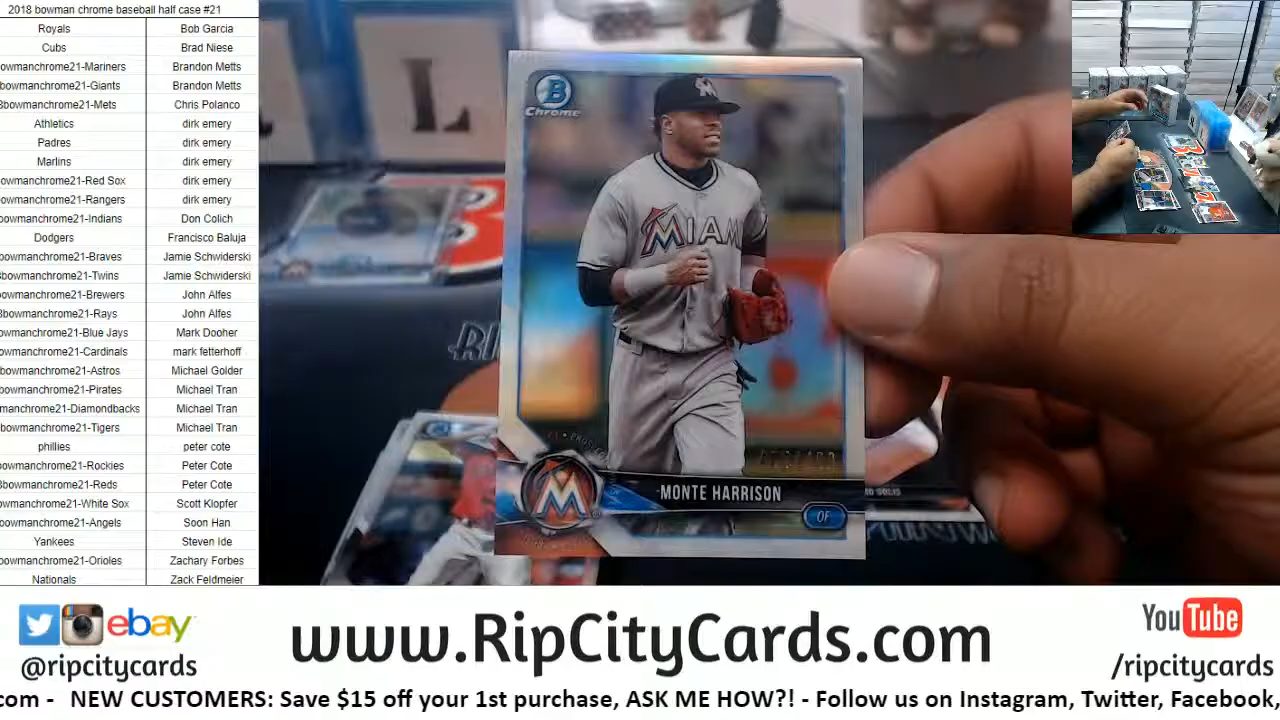 2018 bowman chrome baseball half case #21
Royals Bob Garcia
Cubs Brad Niese
owmanchrome21-Mariners Brandon Metts
bowmanchrome21-Giants Brandon Metts
8bowmanchrome21-Mets Chris Polanco
Athletics dirk emery
Padres dirk emery
Marlins dirk emery
owmanchrome21-Red Sox dirk emery
owmanchrome21-Rangers dirk emery
bowmanchrome21-Indians Don Colich
Dodgers Francisco Baluja
bowmanchrome21-Braves Jamie Schwiderski
bowmanchrome21-Twins Jamie Schwiderski
owmanchrome21-Brewers John Alfes
8bowmanchrome21-Rays John Alfes
owmanchrome21-Blue Jays Mark Dooher
owmanchrome21-Cardinals mark fetterhoff
owmanchrome21-Astros Michael Golder
bowmanchrome21-Pirates Michael Tran
manchrome21-Diamondbacks Michael Tran
bowmanchrome21-Tigers Michael Tran
phillies peter cote
owmanchrome21-Rockies Peter Cote
8bowmanchrome21-Reds Peter Cote
owmanchrome21-White Sox Scott Klopfer
owmanchrome21-Angels Soon Han
Yankees Steven Ide
owmanchrome21-Orioles Zachary Forbes
Nationals Zack Feldmeier
L
B
Chrome
M
MIAMI
M
MONTE HARRISON
OF
ebay
@ripcitycards
www.RipCityCards.com
YouTube
/ripcitycards
com - NEW CUSTOMERS: Save $15 off your 1st purchase, ASK ME HOW?! - Follow us on Instagram, Twitter, Facebook,